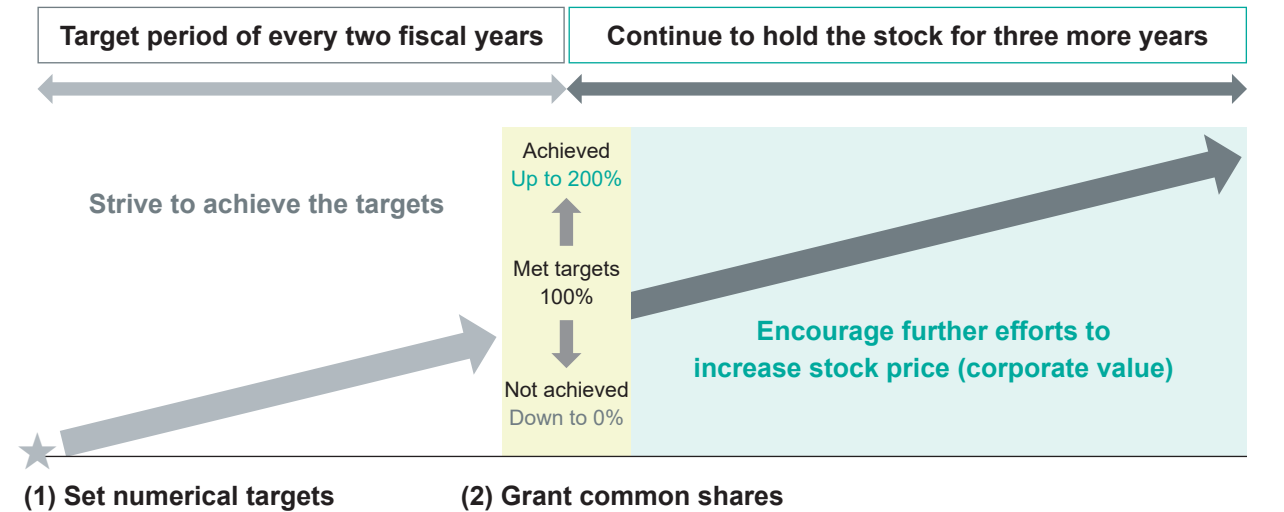 Target period of every two fiscal years
Continue to hold the stock for three more years
Strive to achieve the targets
Achieved
Up to 200%
Met targets
100%
Not achieved
Down to 0%
Encourage further efforts to
increase stock price (corporate value)
(1) Set numerical targets
(2) Grant common shares